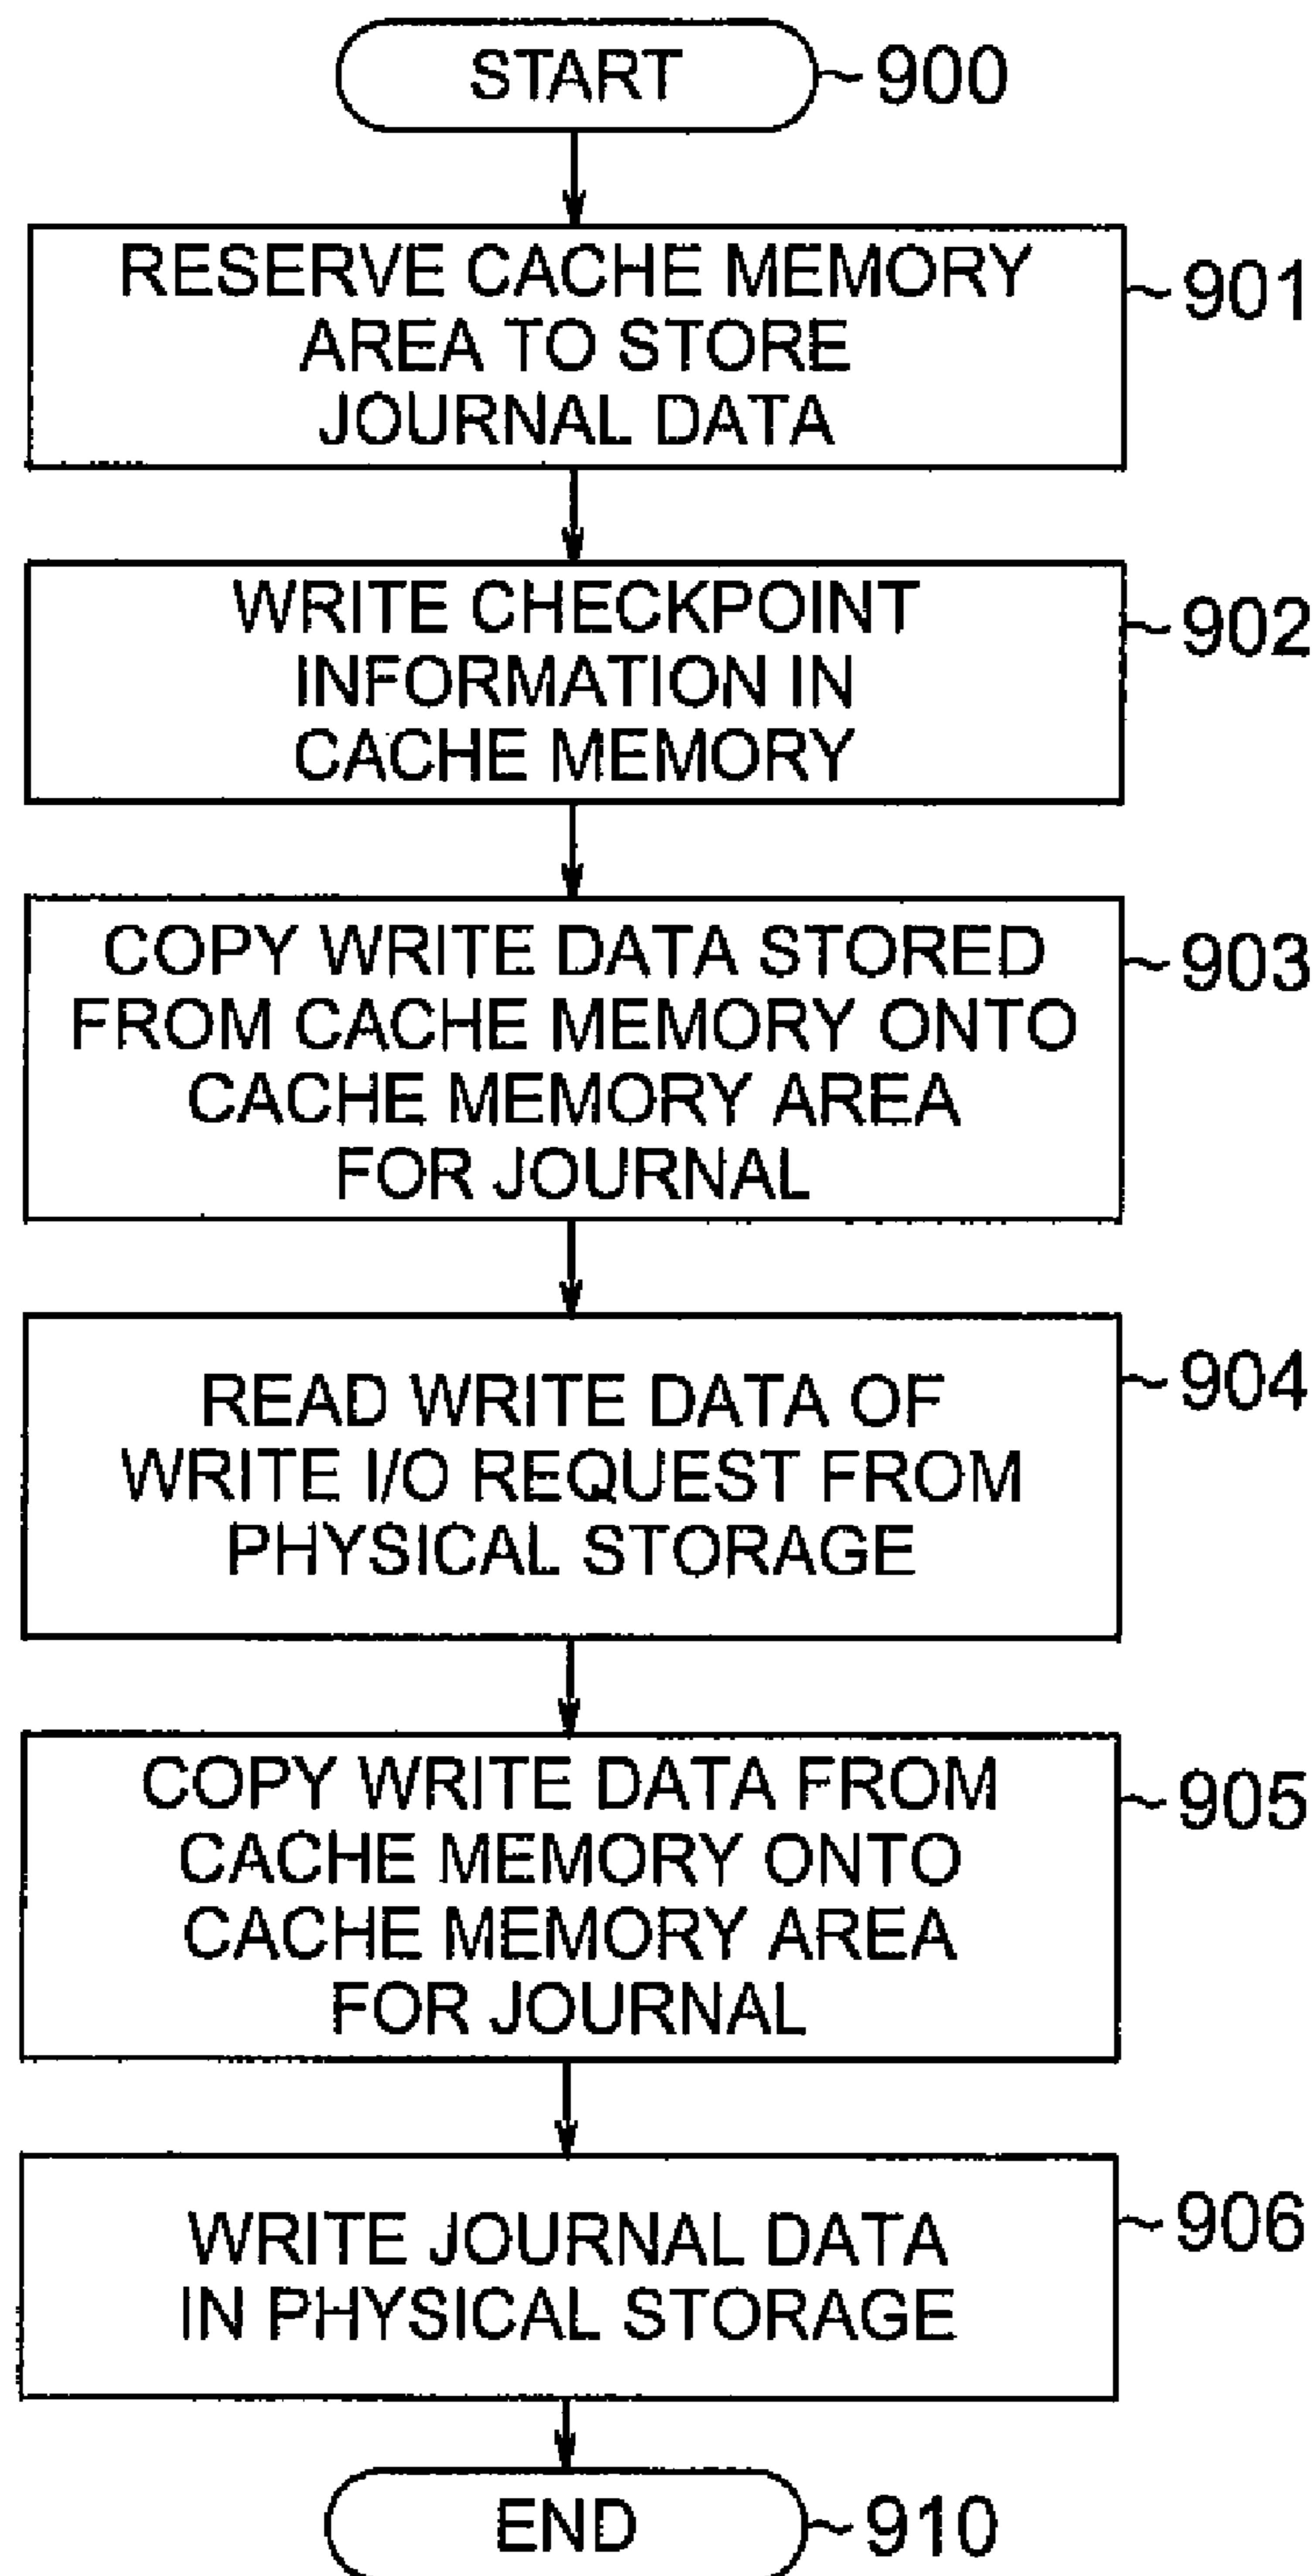 START ~900
RESERVE CACHE MEMORY
AREA TO STORE
JOURNAL DATA
~901
WRITE CHECKPOINT
INFORMATION IN
CACHE MEMORY
~902
COPY WRITE DATA STORED
FROM CACHE MEMORY ONTO
CACHE MEMORY AREA
FOR JOURNAL
~903
READ WRITE DATA OF
WRITE I/O REQUEST FROM
PHYSICAL STORAGE
~904
COPY WRITE DATA FROM
CACHE MEMORY ONTO
CACHE MEMORY AREA
FOR JOURNAL
~905
WRITE JOURNAL DATA
IN PHYSICAL STORAGE
~906
END ~910